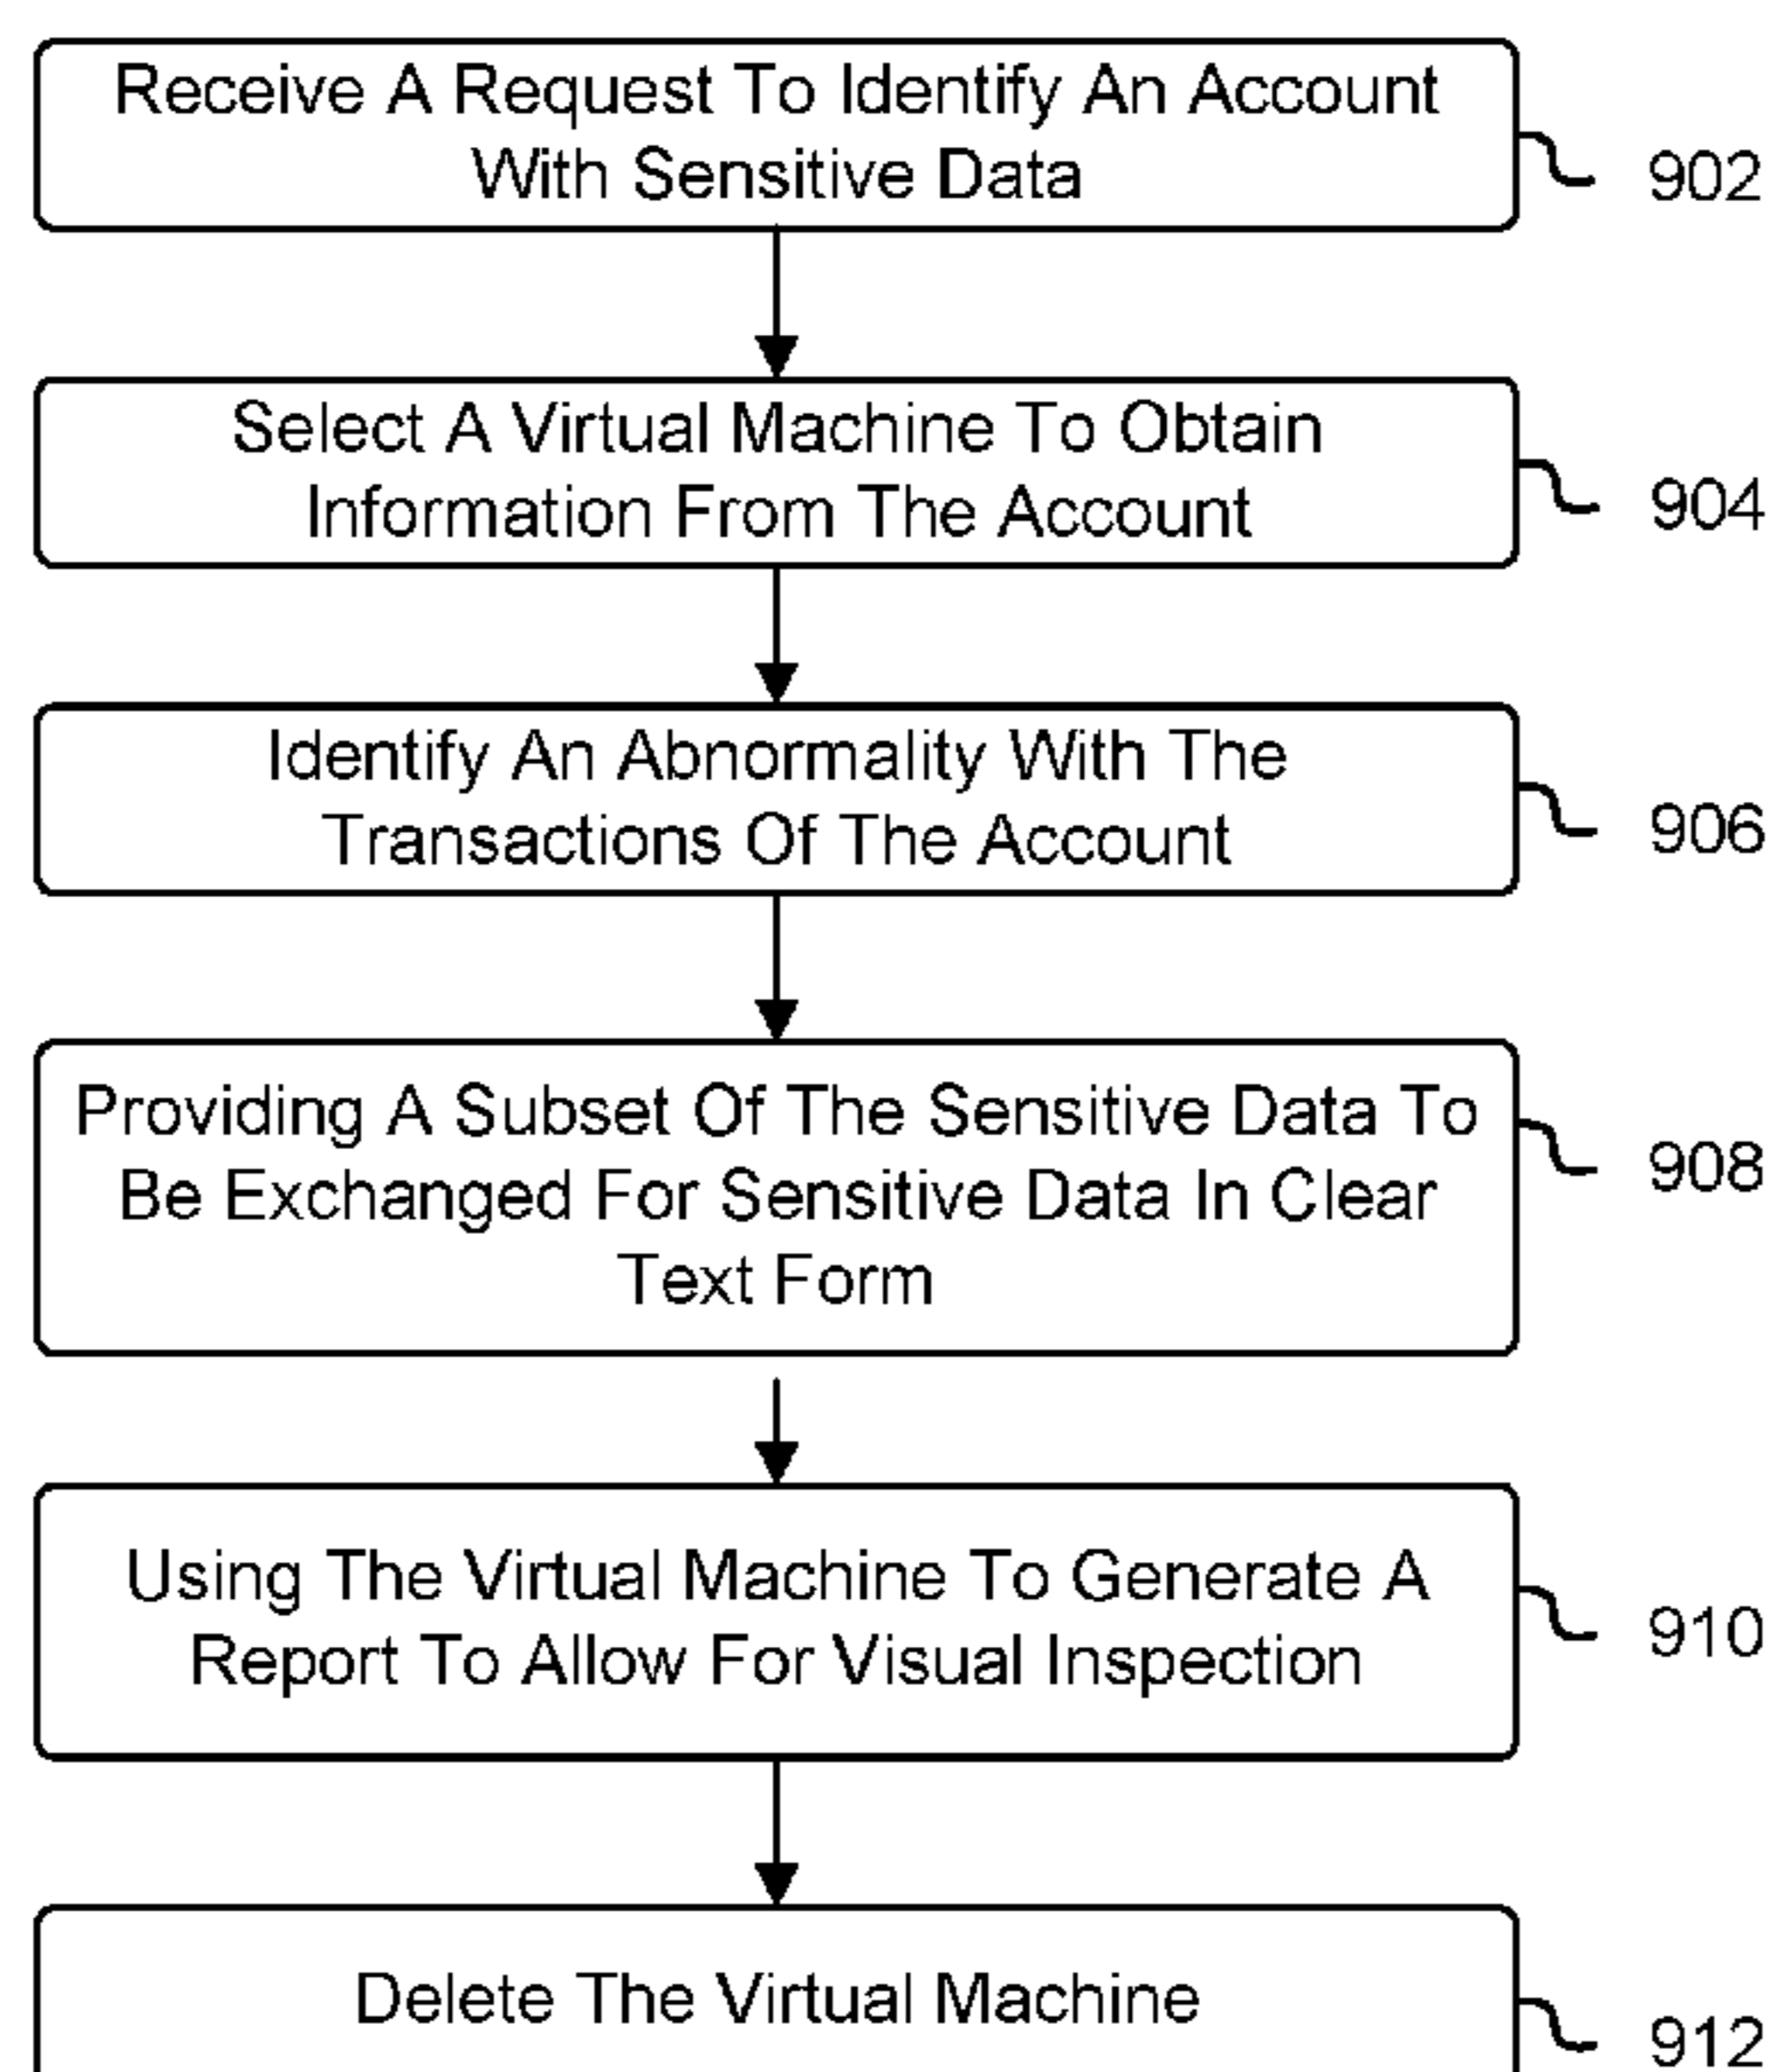 Receive A Request To Identify An Account
With Sensitive Data
902
Select A Virtual Machine To Obtain
Information From The Account
904
Identify An Abnormality With The
Transactions Of The Account
906
Providing A Subset Of The Sensitive Data To
Be Exchanged For Sensitive Data In Clear
Text Form
908
Using The Virtual Machine To Generate A
Report To Allow For Visual Inspection
910
Delete The Virtual Machine
912